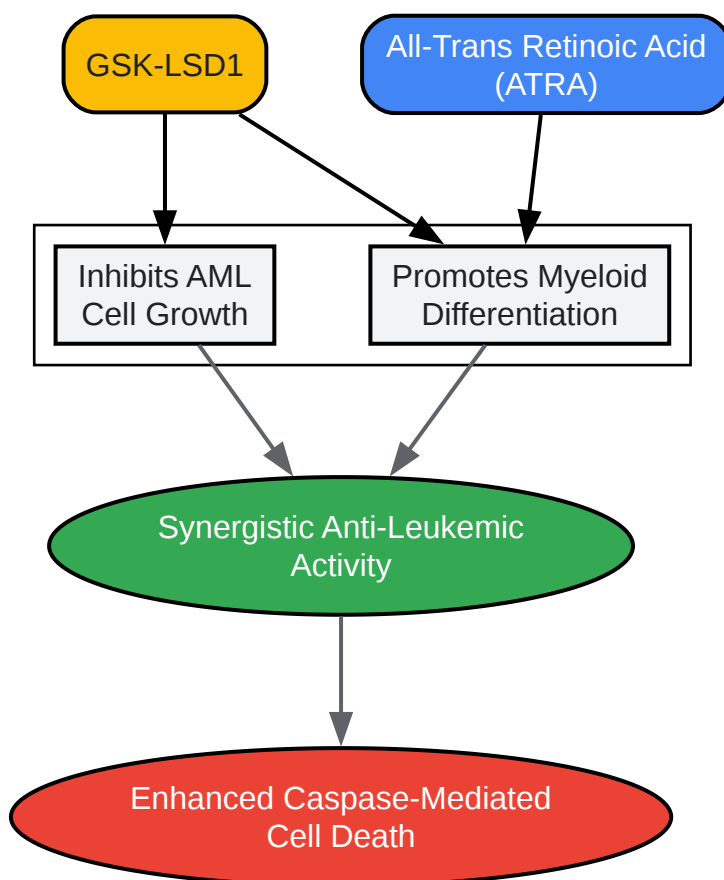 GSK-LSD1
All-Trans Retinoic Acid
(ATRA)
Inhibits AML
Cell Growth
Promotes Myeloid
Differentiation
Synergistic Anti-Leukemic
Activity
Enhanced Caspase-Mediated
Cell Death